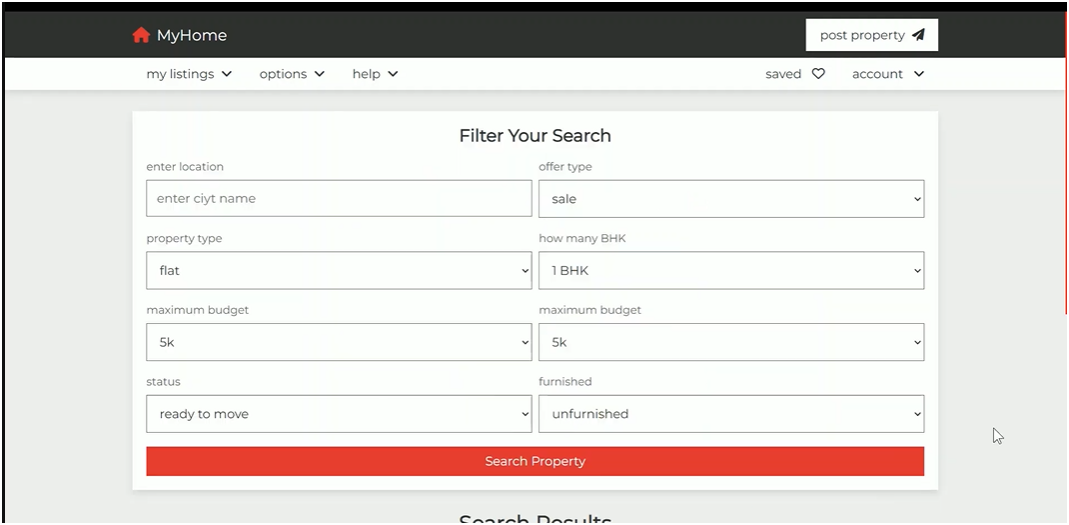 MyHome
post property
my listings
options
help
saved
account
Filter Your Search
enter location
offer type
enter ciyt name
sale
property type
how many BHK
flat
1 BHK
maximum budget
maximum budget
5k
5k
status
furnished
ready to move
unfurnished
Search Property
Search Results